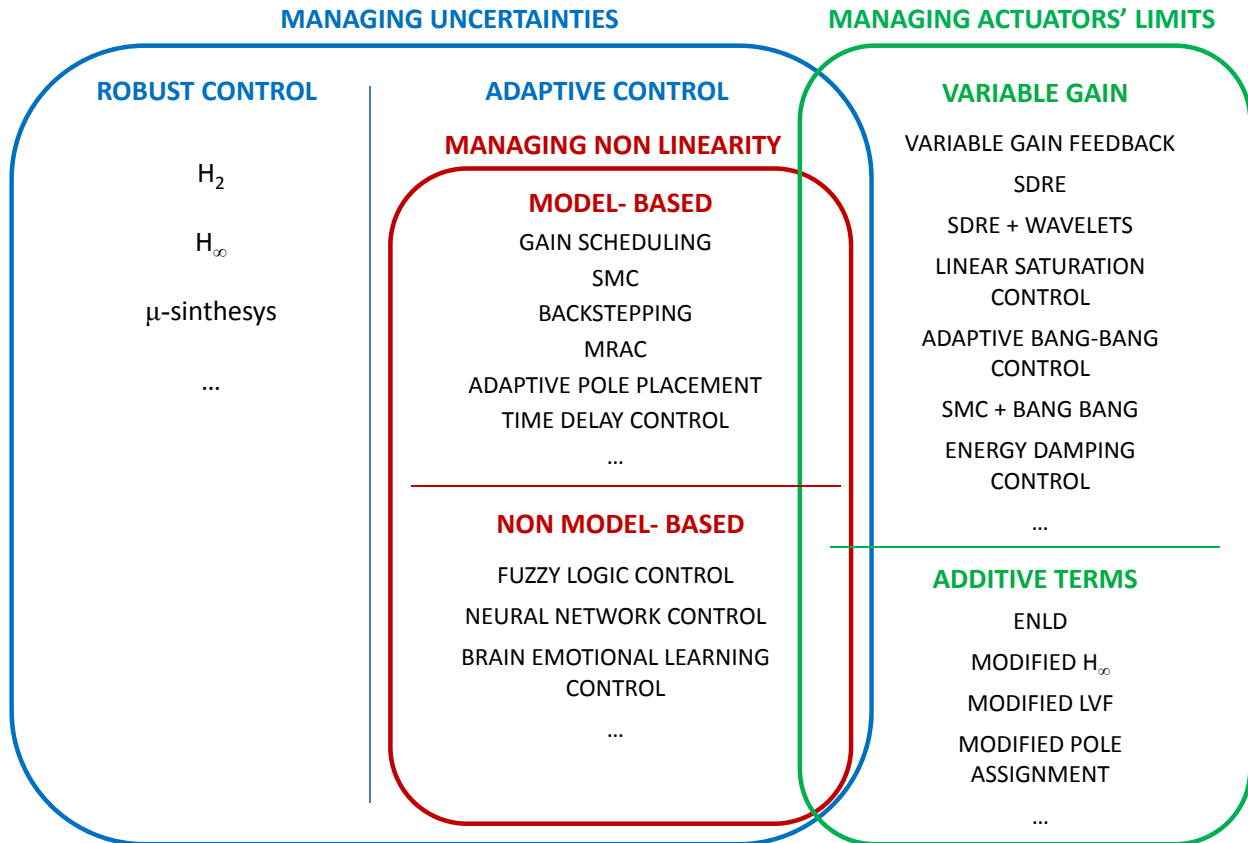 MANAGING UNCERTAINTIES
ROBUST CONTROL
H₂
H∞
μ-sinthesys
...
ADAPTIVE CONTROL
MANAGING NON LINEARITY
MODEL- BASED
GAIN SCHEDULING
SMC
BACKSTEPPING
MRAC
ADAPTIVE POLE PLACEMENT
TIME DELAY CONTROL
...
NON MODEL- BASED
FUZZY LOGIC CONTROL
NEURAL NETWORK CONTROL
BRAIN EMOTIONAL LEARNING
CONTROL
...
MANAGING ACTUATORS’ LIMITS
VARIABLE GAIN
VARIABLE GAIN FEEDBACK
SDRE
SDRE + WAVELETS
LINEAR SATURATION
CONTROL
ADAPTIVE BANG-BANG
CONTROL
SMC + BANG BANG
ENERGY DAMPING
CONTROL
...
ADDITIVE TERMS
ENLD
MODIFIED H∞
MODIFIED LVF
MODIFIED POLE
ASSIGNMENT
...